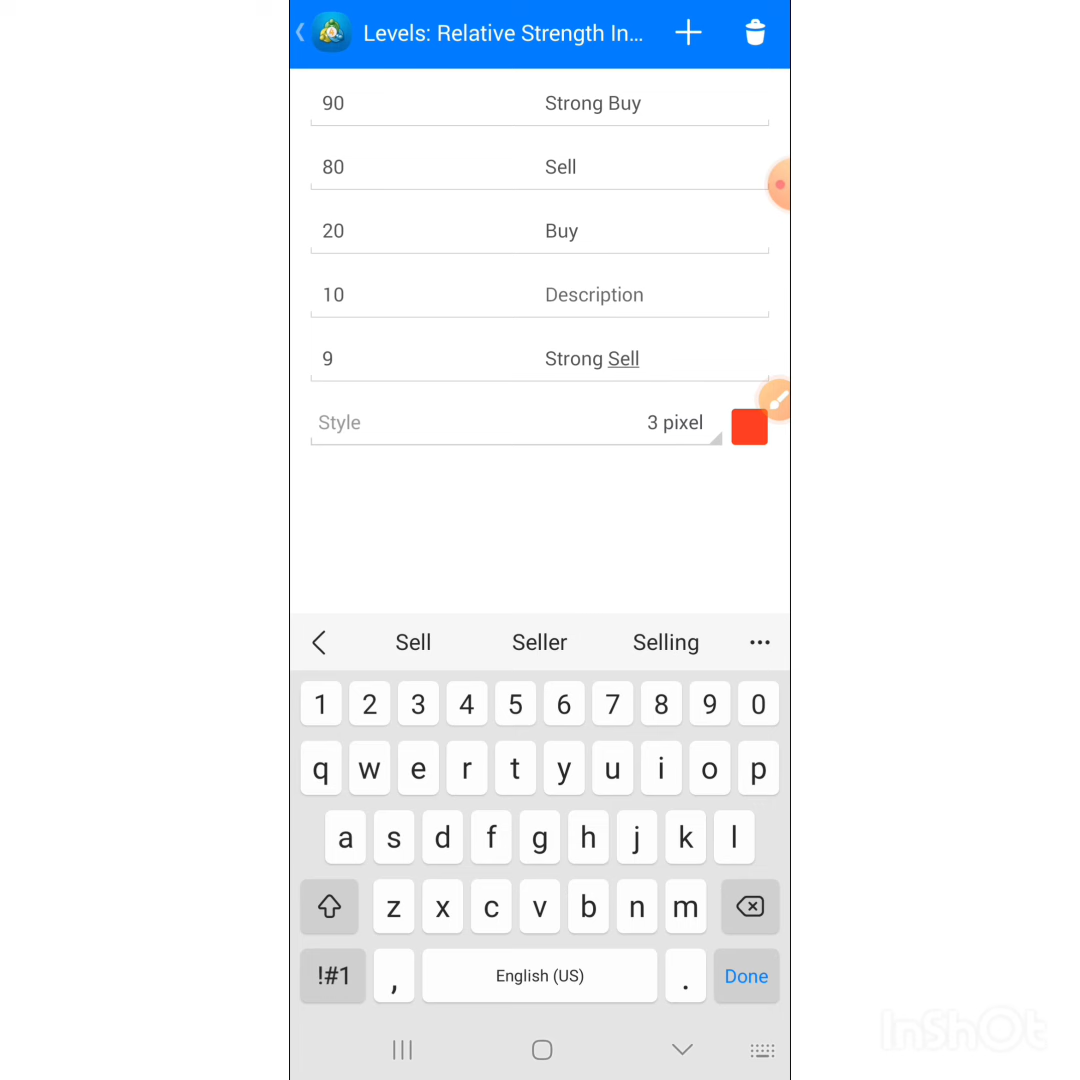 Levels: Relative Strength In...
90 Strong Buy
80 Sell
20 Buy
10 Description
9 Strong Sell
Style 3 pixel
Sell Seller Selling ...
1 2 3 4 5 6 7 8 9 0
q w e r t y u i o p
a s d f g h j k l
z x c v b n m
!#1 , English (US) . Done
InShOt